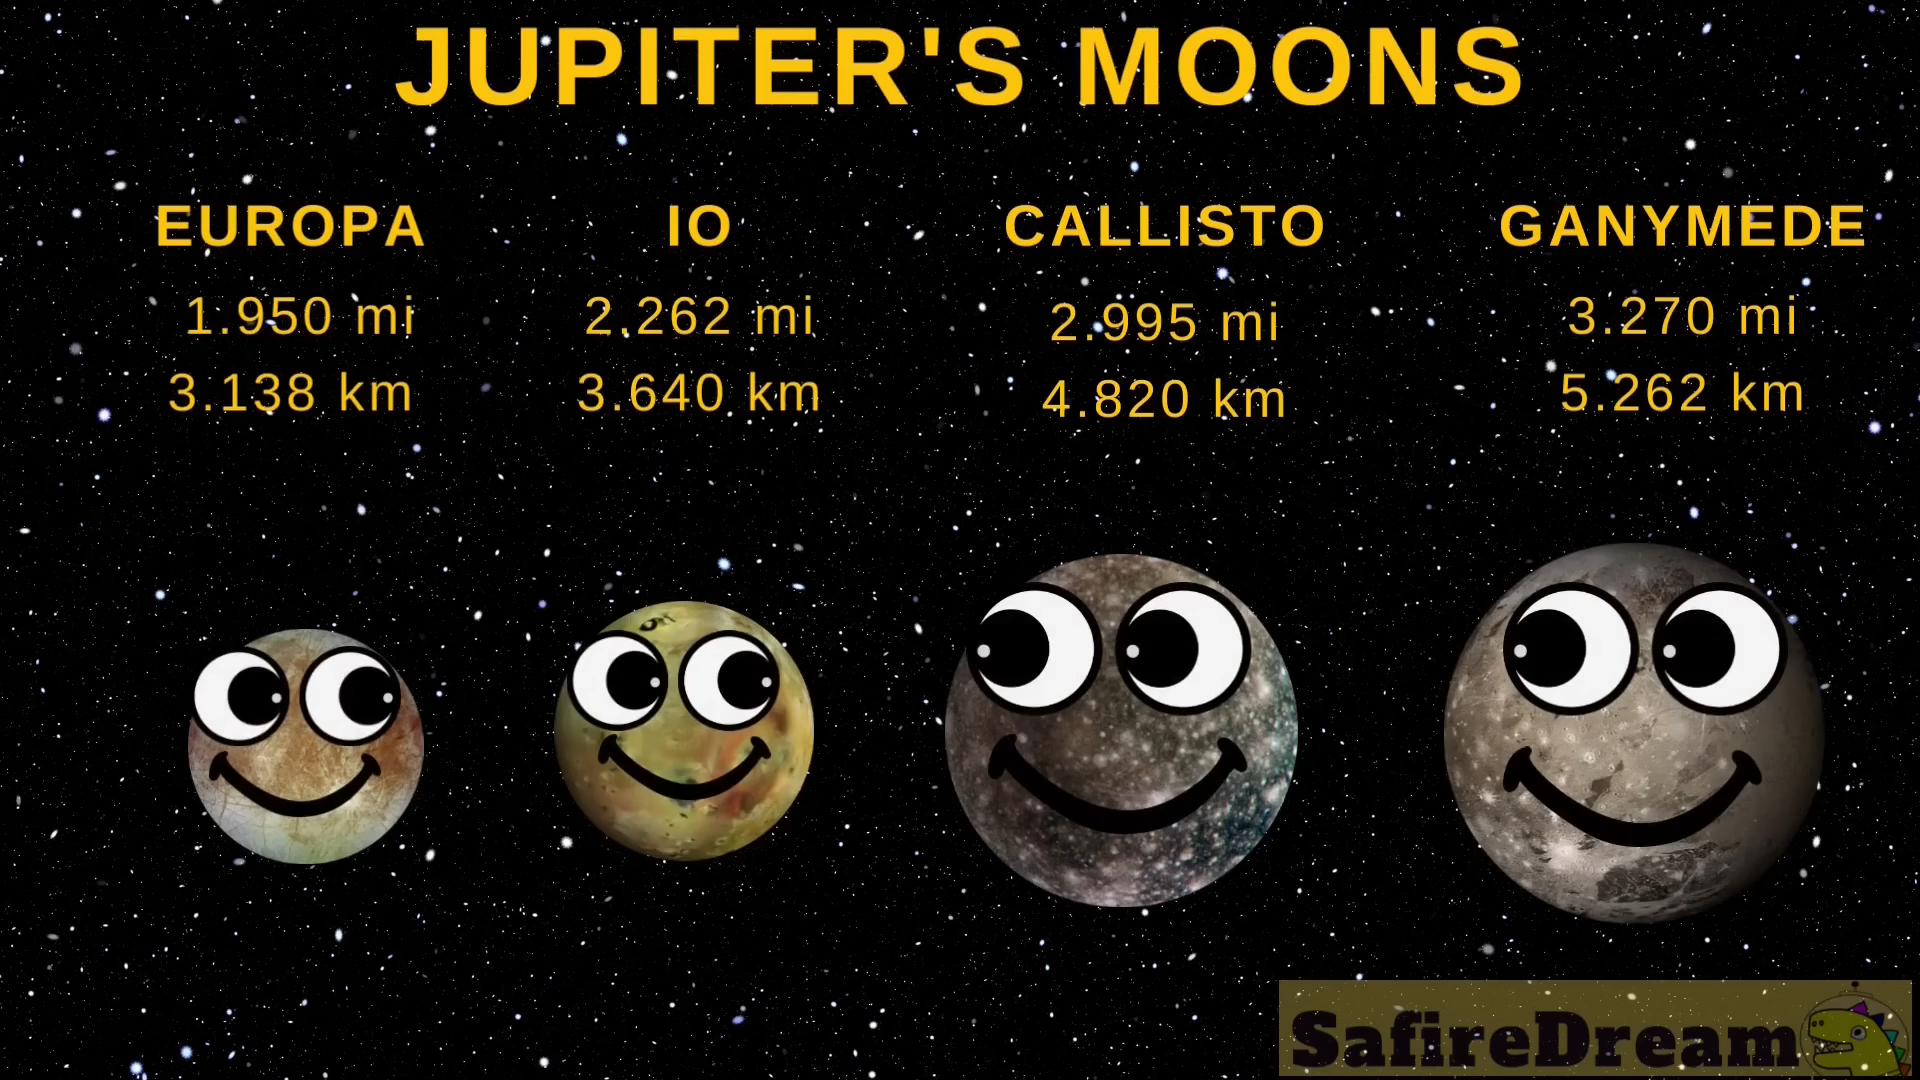 JUPITER'S MOONS
EUROPA
1.950 mi
3.138 km
IO
2.262 mi
3.640 km
CALLISTO
2.995 mi
4.820 km
GANYMEDE
3.270 mi
5.262 km
SafireDream